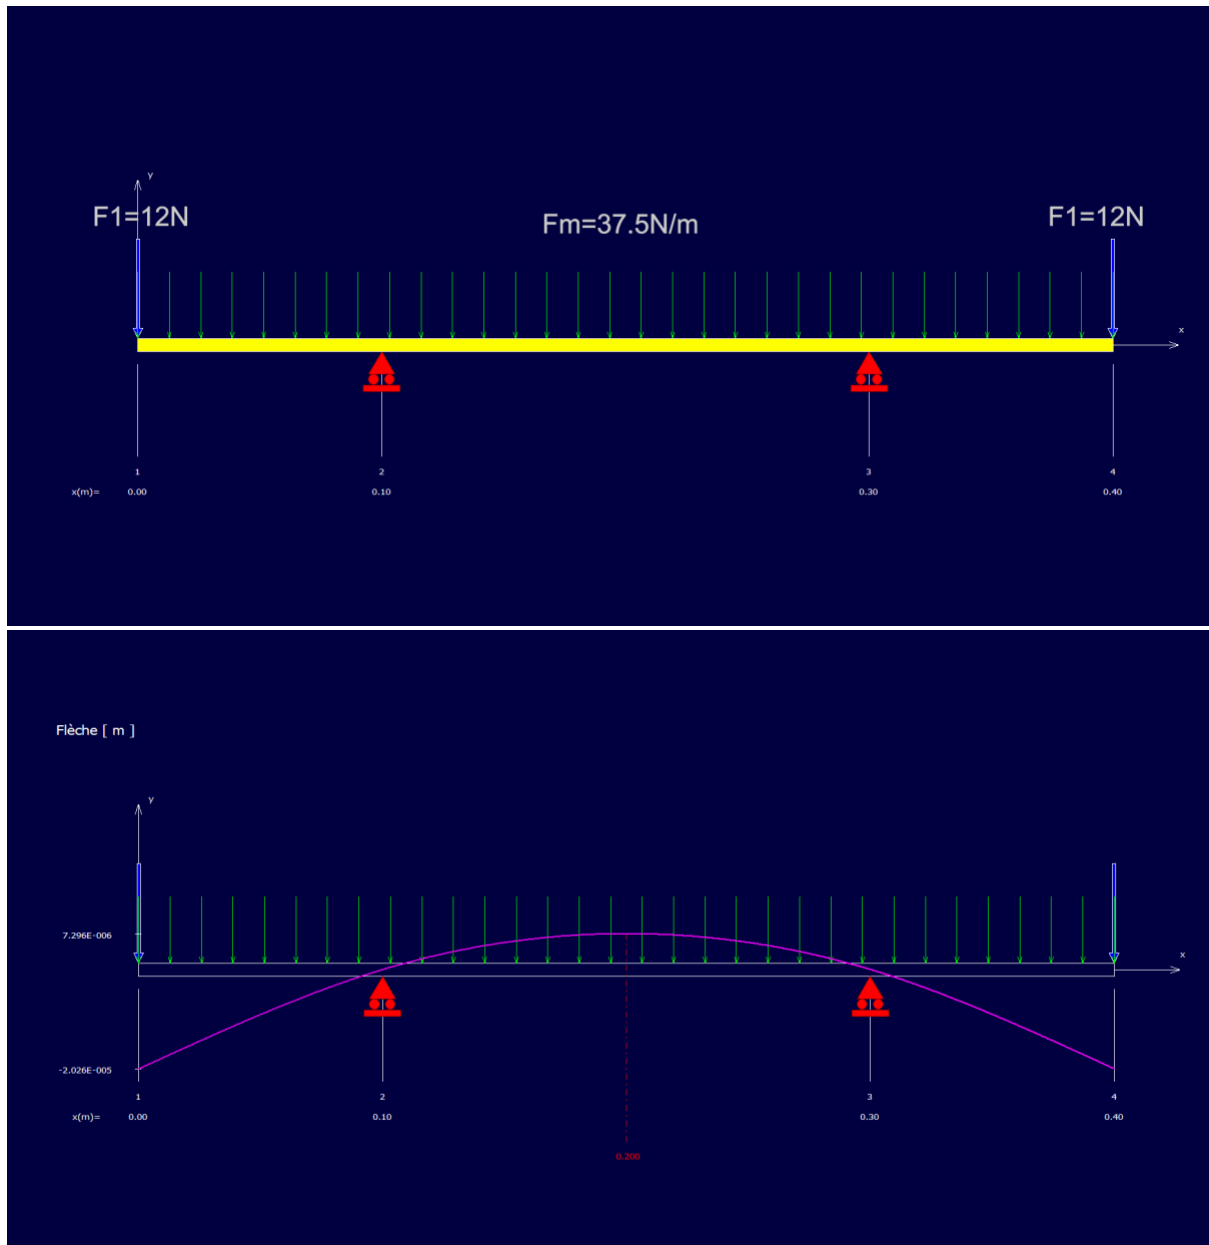 y
F1=12N
Fm=37.5N/m
F1=12N
x
1 2 3 4
x(m)= 0.00 0.10 0.30 0.40
Flèche [ m ]
y
7.296E-006
x
-2.026E-005
1 2 3 4
x(m)= 0.00 0.10 0.30 0.40
0.200